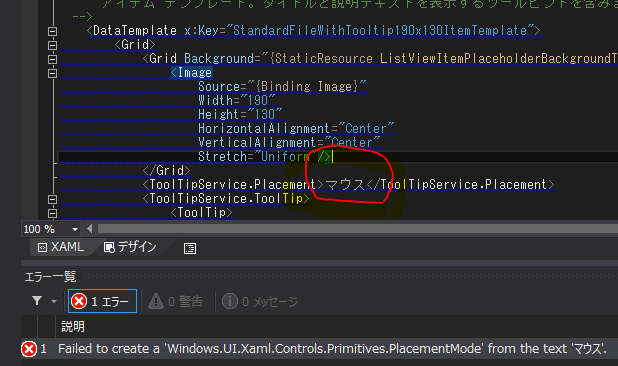 アイテム テンプレート。タイトルと説明テキストを表示するツールヒントを含みま
-->
<DataTemplate x:Key="StandardFileWithTooltip190x130ItemTemplate">
<Grid>
<Grid Background="{StaticResource ListViewItemPlaceholderBackgroundT
<Image
Source="{Binding Image}"
Width="190"
Height="130"
HorizontalAlignment="Center"
VerticalAlignment="Center"
Stretch="Uniform" />
</Grid>
<ToolTipService.Placement>マウス</ToolTipService.Placement>
<ToolTipService.ToolTip>
<ToolTip>
100 %
XAML デザイン
エラー一覧
1 エラー 0 警告 0 メッセージ
説明
1 Failed to create a 'Windows.UI.Xaml.Controls.Primitives.PlacementMode' from the text 'マウス'.